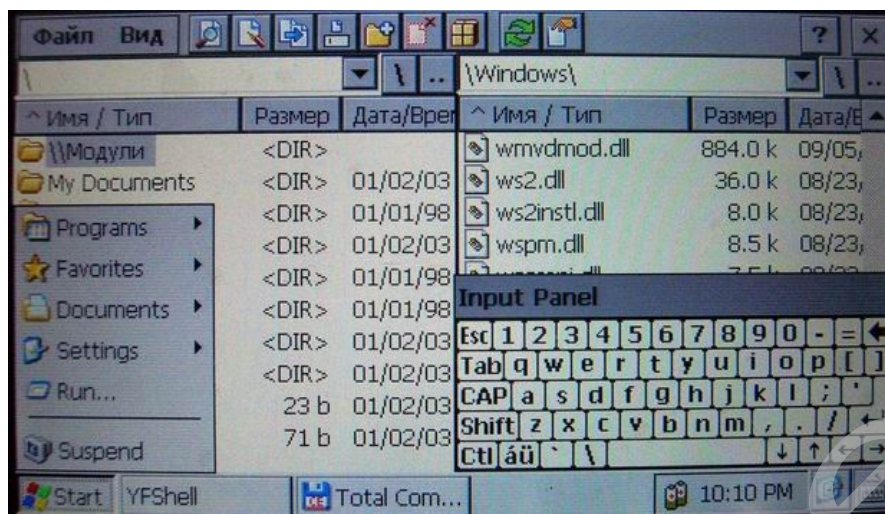 Файл Вид ? ×
\ \ .. \Windows\ \ ..
^ Имя / Тип Размер Дата/Врем ^ Имя / Тип Размер Дата/В
\\Модули <DIR> wmvdmod.dll 884.0 k 09/05/
My Documents <DIR> 01/02/03 ws2.dll 36.0 k 08/23/
Programs <DIR> 01/01/98 ws2instl.dll 8.0 k 08/23/
<DIR> 01/02/03 wspm.dll 8.5 k 08/23/
Favorites <DIR> 01/01/98
Documents <DIR> 01/01/98 Input Panel
Settings <DIR> 01/02/03 Esc 1 2 3 4 5 6 7 8 9 0 - =
<DIR> 01/02/03 Tab q w e r t y u i o p [ ]
Run... 23 b 01/02/03 CAP a s d f g h j k l ; '
71 b 01/02/03 Shift z x c v b n m , . /
Suspend Ctl áü ` \
Start YFShell Total Com... 10:10 PM